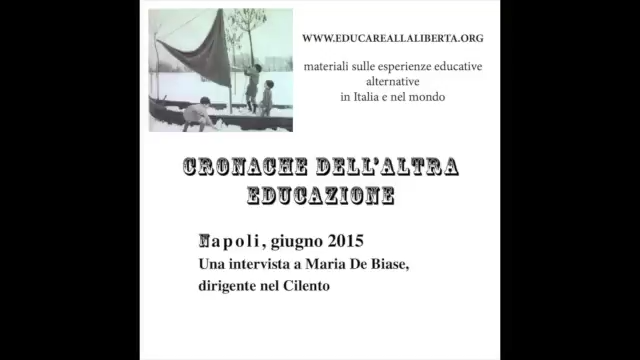 WWW.EDUCAREALLALIBERTA.ORG
materiali sulle esperienze educative
alternative
in Italia e nel mondo
CRONACHE DELL'ALTRA
EDUCAZIONE
Napoli, giugno 2015
Una intervista a Maria De Biase,
dirigente nel Cilento